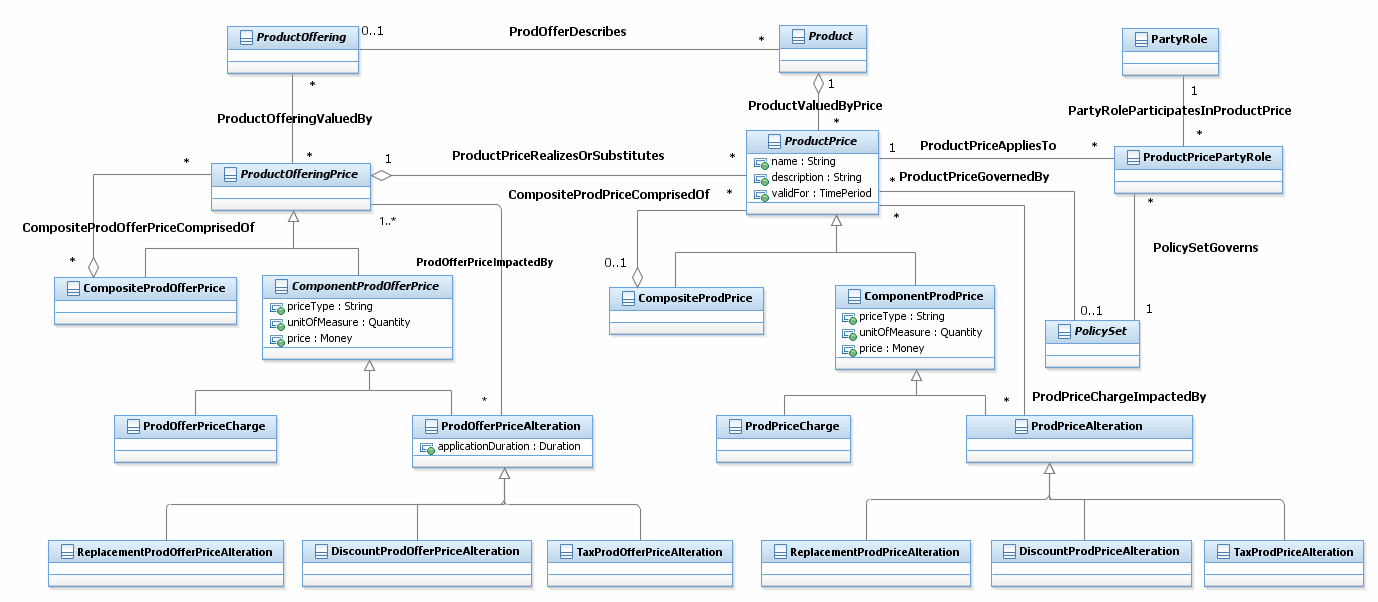 ProductOffering
0..1
ProdOfferDescribes
*
Product
PartyRole
*
1
1
ProductOfferingValuedBy
ProductValuedByPrice
*
PartyRoleParticipatesInProductPrice
*
*
*
1
ProductPriceRealizesOrSubstitutes
*
ProductPrice
name : String
description : String
validFor : TimePeriod
1
ProductPriceAppliesTo
*
ProductPricePartyRole
ProductOfferingPrice
* ProductPriceGovernedBy
CompositeProdPriceComprisedOf
*
*
*
1..*
CompositeProdOfferPriceComprisedOf
PolicySetGoverns
*
ProdOfferPriceImpactedBy
0..1
CompositeProdOfferPrice
ComponentProdOfferPrice
priceType : String
unitOfMeasure : Quantity
price : Money
CompositeProdPrice
ComponentProdPrice
priceType : String
unitOfMeasure : Quantity
price : Money
0..1
1
PolicySet
*
*
ProdPriceChargeImpactedBy
ProdOfferPriceCharge
ProdOfferPriceAlteration
applicationDuration : Duration
ProdPriceCharge
ProdPriceAlteration
ReplacementProdOfferPriceAlteration
DiscountProdOfferPriceAlteration
TaxProdOfferPriceAlteration
ReplacementProdPriceAlteration
DiscountProdPriceAlteration
TaxProdPriceAlteration